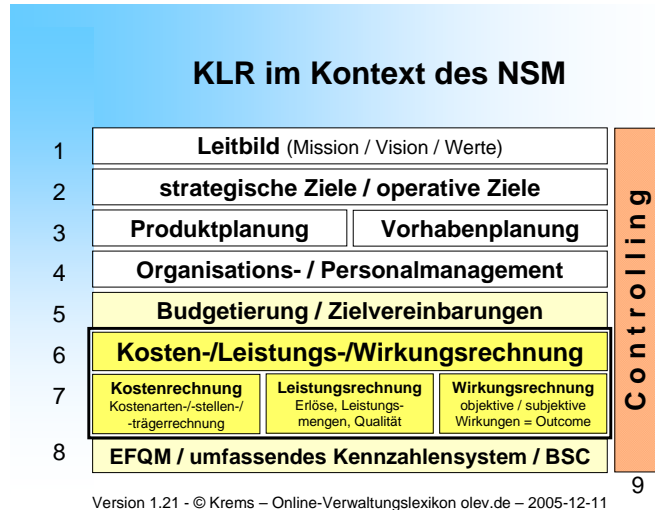 KLR im Kontext des NSM
1
Leitbild (Mission / Vision / Werte)
2
strategische Ziele / operative Ziele
3
Produktplanung
Vorhabenplanung
4
Organisations- / Personalmanagement
5
Budgetierung / Zielvereinbarungen
6
Kosten-/Leistungs-/Wirkungsrechnung
7
Kostenrechnung
Kostenarten-/-stellen-/
-trägerrechnung
Leistungsrechnung
Erlöse, Leistungs-
mengen, Qualität
Wirkungsrechnung
objektive / subjektive
Wirkungen = Outcome
8
EFQM / umfassendes Kennzahlensystem / BSC
Controlling
9
Version 1.21 - © Krems – Online-Verwaltungslexikon olev.de – 2005-12-11